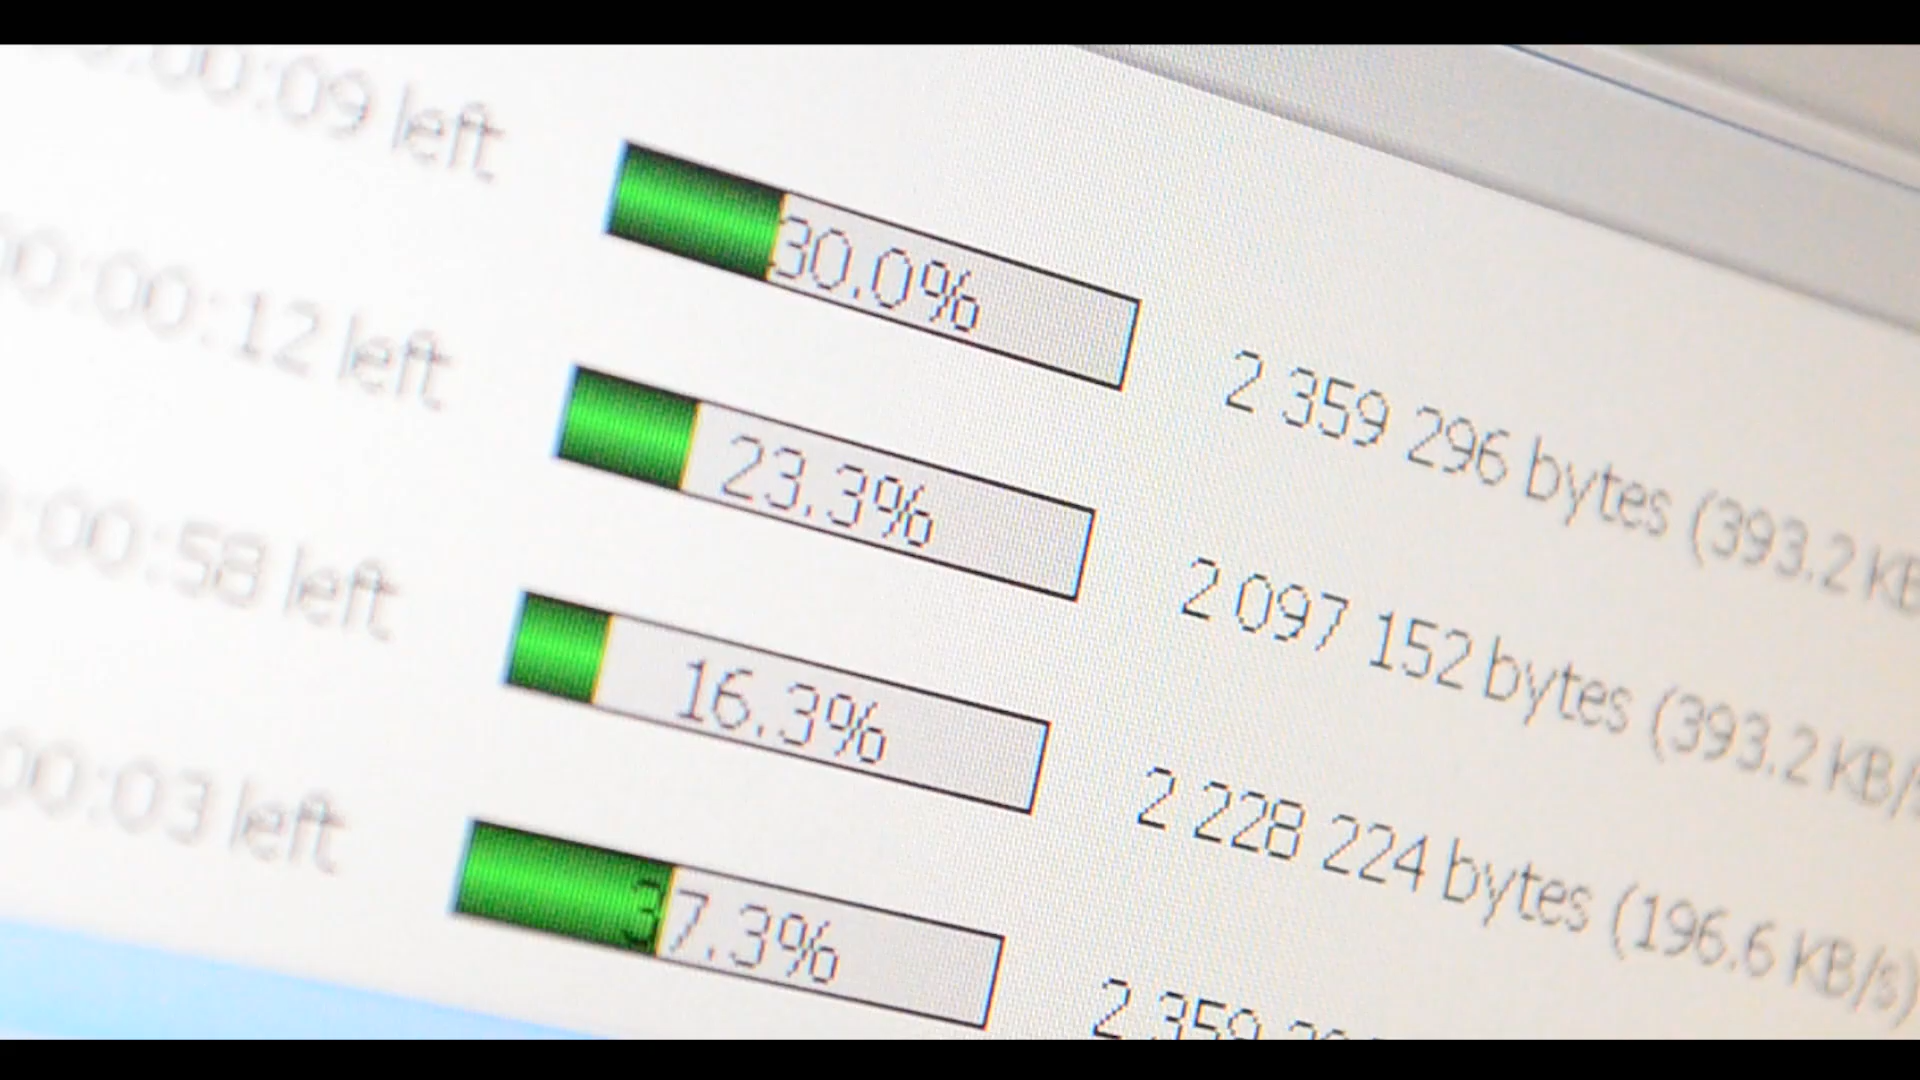 00:09 left 30.0% 2 359 296 bytes (393.2 KB
00:00:12 left 23.3% 2 097 152 bytes (393.2 KB/s
:00:58 left 16.3% 2 228 224 bytes (196.6 KB/s)
00:03 left 37.3% 2 359